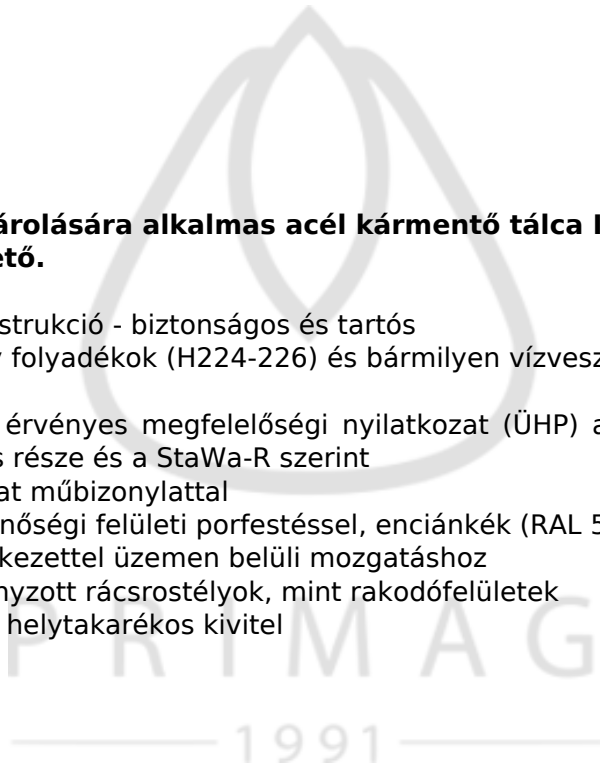 árolására alkalmas acél kármentő tálca
ető.
strukció - biztonságos és tartós
folyadékok (H224-226) és bármilyen vízvesz
érvényes megfelelőségi nyilatkozat (ÜHP) a
s része és a StaWa-R szerint
at műbizonylattal
nőségi felületi porfestéssel, enciánkék (RAL 5
kezettel üzemen belüli mozgatáshoz
nyzott rácsrostélyok, mint rakodófelületek
helytakarékos kivitel
PRIMAG
1991